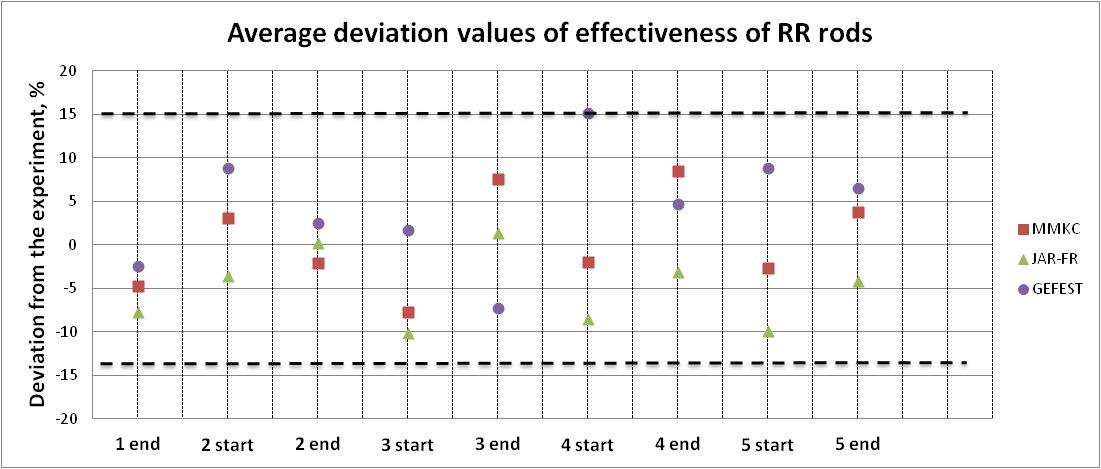 Average deviation values of effectiveness of RR rods
Deviation from the experiment, %
20
15
10
5
0
-5
-10
-15
-20
1 end 2 start 2 end 3 start 3 end 4 start 4 end 5 start 5 end
MMKC
JAR-FR
GEFEST